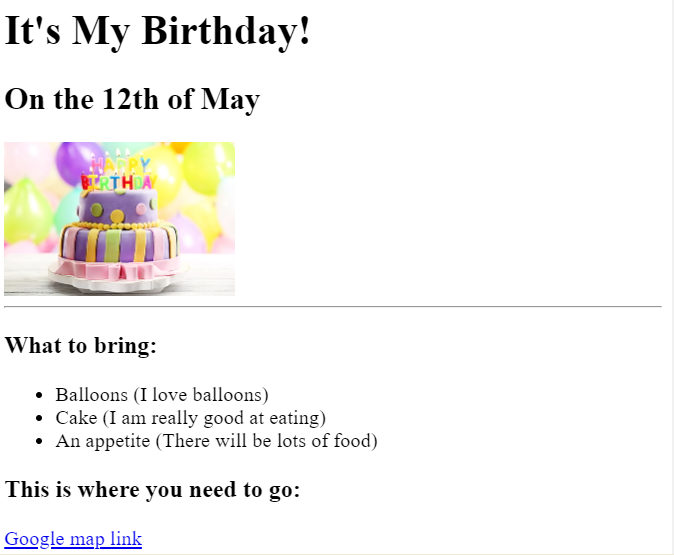 It's My Birthday!
On the 12th of May
HAPPY
BIRTHDAY
What to bring:
Balloons (I love balloons)
Cake (I am really good at eating)
An appetite (There will be lots of food)
This is where you need to go:
Google map link